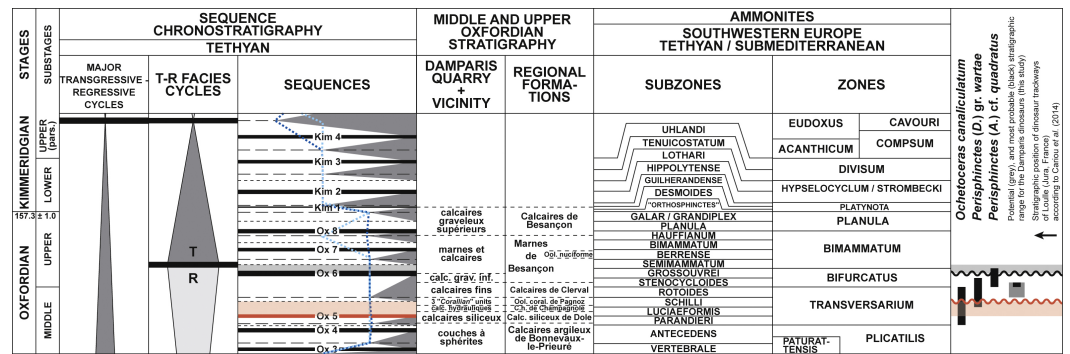 STAGES
SUBSTAGES
SEQUENCE
CHRONOSTRATIGRAPHY
TETHYAN
MAJOR
TRANSGRESSIVE -
REGRESSIVE
CYCLES
T-R FACIES
CYCLES
SEQUENCES
MIDDLE AND UPPER
OXFORDIAN
STRATIGRAPHY
DAMPARIS
QUARRY
+
VICINITY
REGIONAL
FORMA-
TIONS
AMMONITES
SOUTHWESTERN EUROPE
TETHYAN / SUBMEDITERRANEAN
SUBZONES
ZONES
Ochetoceras canaliculatum
Perisphinctes (D.) gr. wartae
Perisphinctes (A.) cf. quadratus
Potential (grey), and most probable (black) stratigraphic
range for the Damparis dinosaurs (this study)
Stratigraphic position of dinosaur trackways
of Loulle (Jura, France)
according to Cariou et al. (2014)
KIMMERIDGIAN
157.3 ± 1.0
OXFORDIAN
UPPER
(pars.)
LOWER
UPPER
MIDDLE
T
R
Kim 4
Kim 3
Kim 2
Kim 1
Ox 8
Ox 7
Ox 6
Ox 5
Ox 4
Ox 3
calcaires
graveleux
supérieurs
marnes et
calcaires
calc. grav. inf.
calcaires fins
3 "Corallian" units
calc. hydrauliques
calcaires siliceux
couches à
sphérites
Calcaires de
Besançon
Marnes
de
Ool. nuciforme
Besançon
Calcaires de Clerval
Ool. coral. de Pagnoz
C.h. de Champagnole
Calc. siliceux de Dole
Calcaires argileux
de Bonnevaux-
le-Prieuré
UHLANDI
TENUICOSTATUM
LOTHARI
HIPPOLYTENSE
GUILHERANDENSE
DESMOIDES
"ORTHOSPHINCTES"
GALAR / GRANDIPLEX
PLANULA
HAUFFIANUM
BIMAMMATUM
BERRENSE
SEMIMAMMATUM
GROSSOUVREI
STENOCYCLOIDES
ROTOIDES
SCHILLI
LUCIAEFORMIS
PARANDIERI
ANTECEDENS
VERTEBRALE
EUDOXUS
CAVOURI
ACANTHICUM
COMPSUM
DIVISUM
HYPSELOCYCLUM / STROMBECKI
PLATYNOTA
PLANULA
BIMAMMATUM
BIFURCATUS
TRANSVERSARIUM
PLICATILIS
PATURAT-
TENSIS